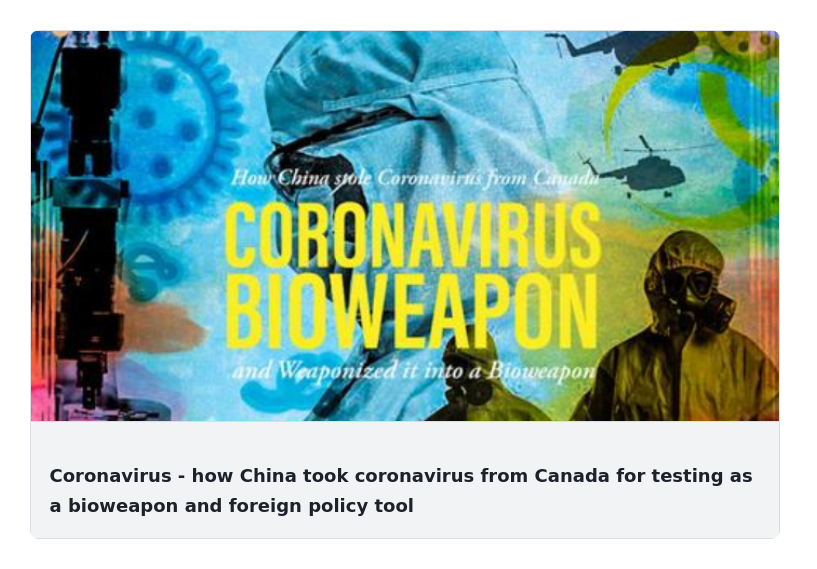 How China stole Coronavirus from Canada
CORONAVIRUS
BIOWEAPON
and Weaponized it into a Bioweapon
Coronavirus - how China took coronavirus from Canada for testing as
a bioweapon and foreign policy tool